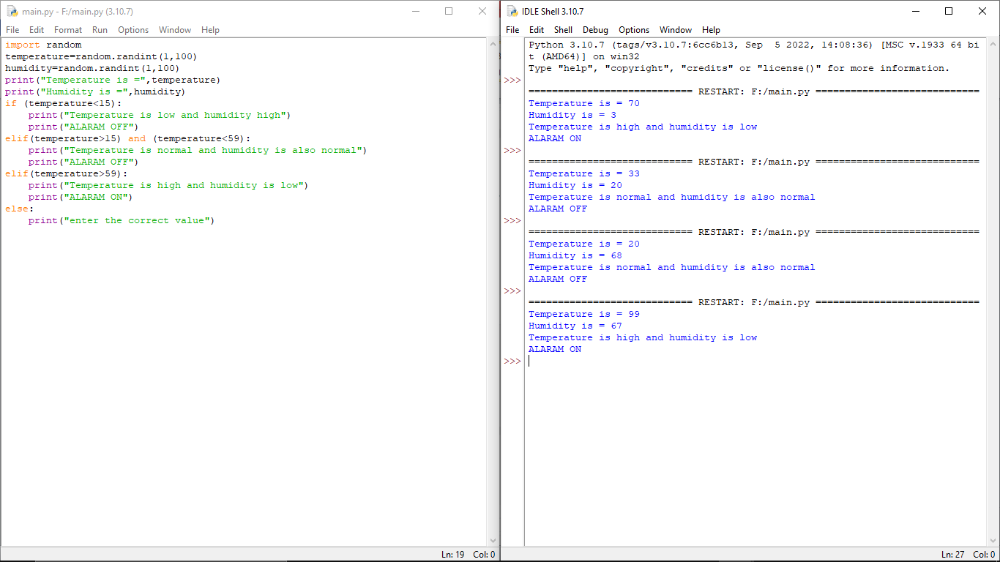 main.py - F:/main.py (3.10.7)
File Edit Format Run Options Window Help
import random
temperature=random.randint(1,100)
humidity=random.randint(1,100)
print("Temperature is =",temperature)
print("Humidity is =",humidity)
if (temperature<15):
    print("Temperature is low and humidity high")
    print("ALARAM OFF")
elif(temperature>15) and (temperature<59):
    print("Temperature is normal and humidity is also normal")
    print("ALARAM OFF")
elif(temperature>59):
    print("Temperature is high and humidity is low")
    print("ALARAM ON")
else:
    print("enter the correct value")
Ln: 19 Col: 0
IDLE Shell 3.10.7
File Edit Shell Debug Options Window Help
Python 3.10.7 (tags/v3.10.7:6cc6b13, Sep  5 2022, 14:08:36) [MSC v.1933 64 bi
t (AMD64)] on win32
Type "help", "copyright", "credits" or "license()" for more information.
>>>
============================ RESTART: F:/main.py ============================
Temperature is = 70
Humidity is = 3
Temperature is high and humidity is low
ALARAM ON
>>>
============================ RESTART: F:/main.py ============================
Temperature is = 33
Humidity is = 20
Temperature is normal and humidity is also normal
ALARAM OFF
>>>
============================ RESTART: F:/main.py ============================
Temperature is = 20
Humidity is = 68
Temperature is normal and humidity is also normal
ALARAM OFF
>>>
============================ RESTART: F:/main.py ============================
Temperature is = 99
Humidity is = 67
Temperature is high and humidity is low
ALARAM ON
>>>
Ln: 27 Col: 0